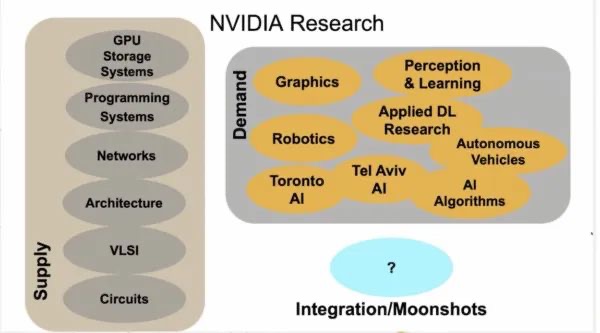 NVIDIA Research
GPU
Storage
Systems
Programming
Systems
Networks
Architecture
VLSI
Circuits
Supply
Demand
Graphics
Perception
& Learning
Applied DL
Research
Robotics
Autonomous
Vehicles
Toronto
AI
Tel Aviv
AI
AI
Algorithms
?
Integration/Moonshots